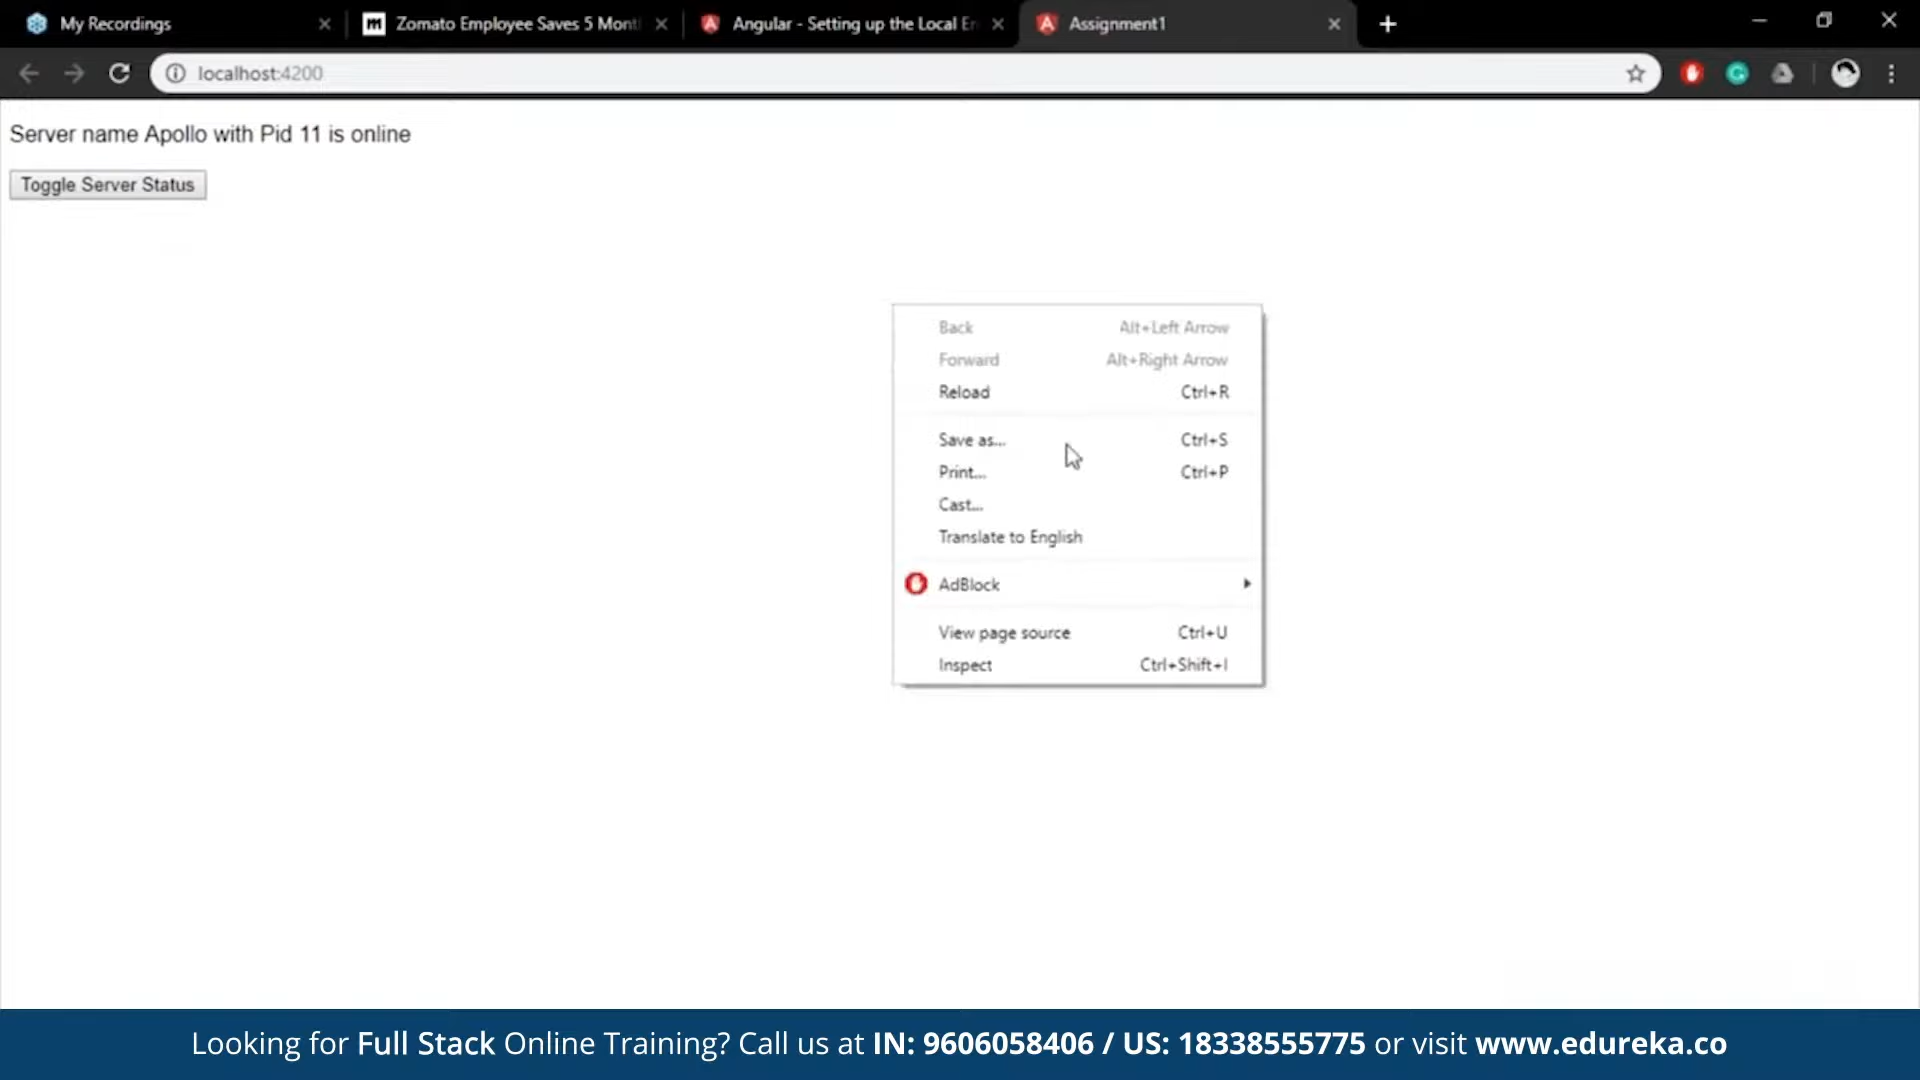 My Recordings
Zomato Employee Saves 5 Mont
Angular - Setting up the Local En
Assignment1
localhost:4200
Server name Apollo with Pid 11 is online
Toggle Server Status
Back Alt+Left Arrow
Forward Alt+Right Arrow
Reload Ctrl+R
Save as... Ctrl+S
Print... Ctrl+P
Cast...
Translate to English
AdBlock
View page source Ctrl+U
Inspect Ctrl+Shift+I
Looking for Full Stack Online Training? Call us at IN: 9606058406 / US: 18338555775 or visit www.edureka.co